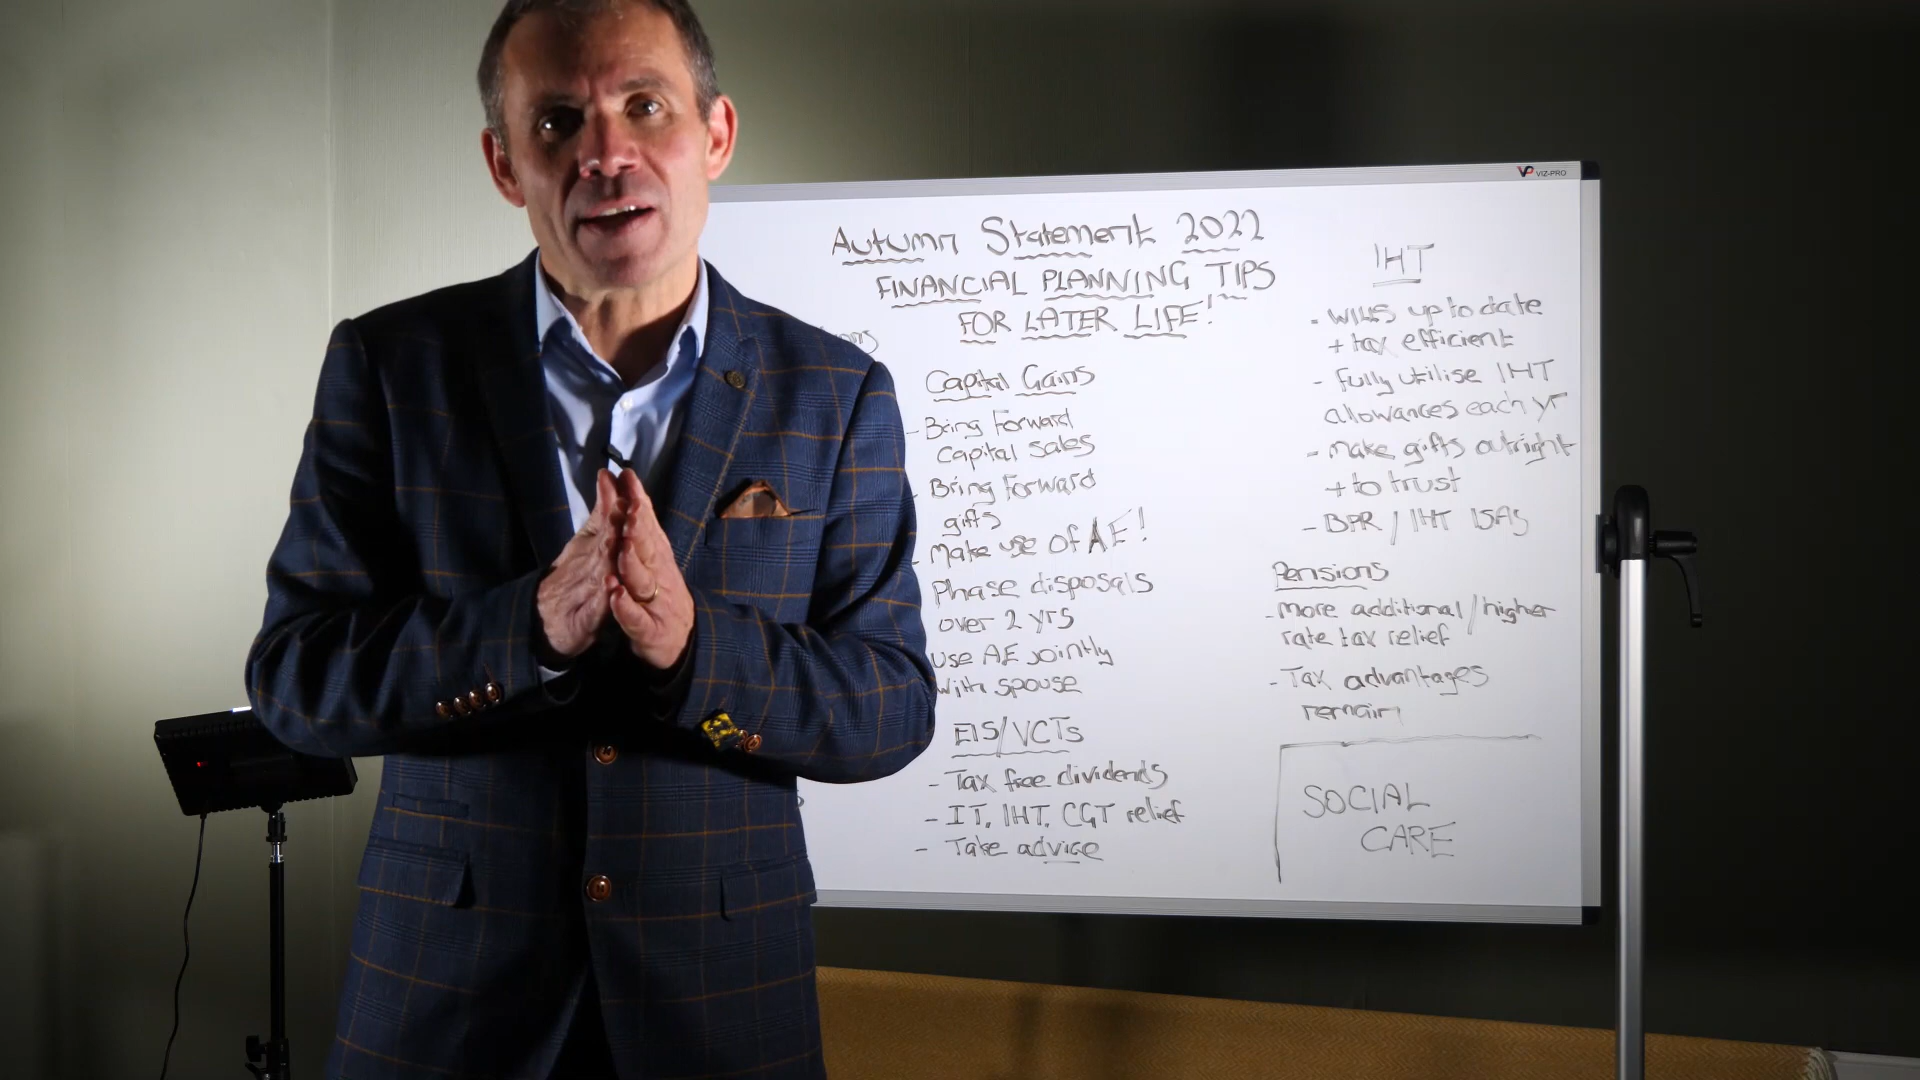 VIZ-PRO
Autumn Statement 2022
FINANCIAL PLANNING TIPS
FOR LATER LIFE!
Capital Gains
- Bring Forward
Capital Sales
- Bring Forward
gifts
- Make use of AE!
Phase disposals
over 2 yrs
Use AE jointly
with spouse
EIS/VCTs
- Tax free dividends
- IT, IHT, CGT relief
- Take advice
IHT
- Wills up to date
+ tax efficient
- Fully utilise IHT
allowances each yr
- Make gifts outright
+ to trust
- BPR / IHT ISAS
Pensions
- More additional/higher
rate tax relief
- Tax advantages
remain
SOCIAL
CARE